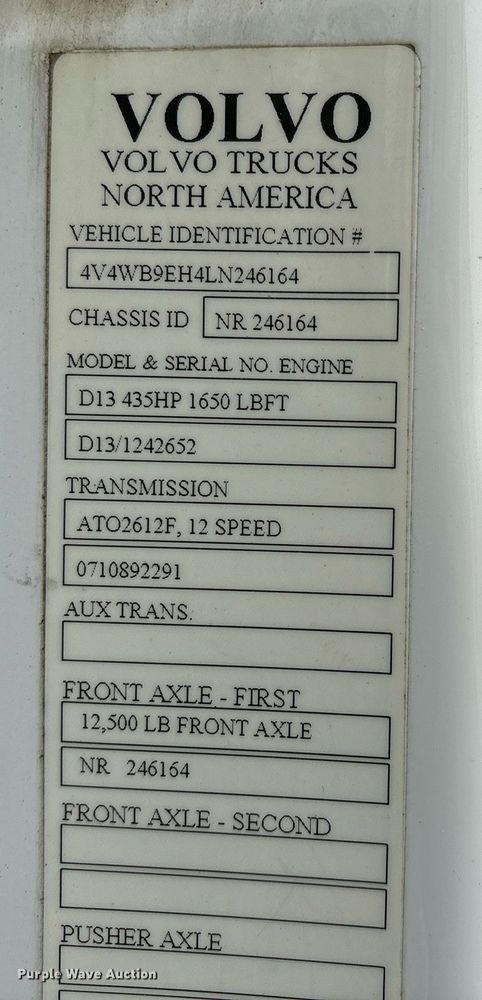 VOLVO
VOLVO TRUCKS
NORTH AMERICA
VEHICLE IDENTIFICATION #
4V4WB9EH4LN246164
CHASSIS ID NR 246164
MODEL & SERIAL NO. ENGINE
D13 435HP 1650 LBFT
D13/1242652
TRANSMISSION
ATO2612F, 12 SPEED
0710892291
AUX TRANS.
FRONT AXLE - FIRST
12,500 LB FRONT AXLE
NR 246164
FRONT AXLE - SECOND
PUSHER AXLE
Purple Wave Auction